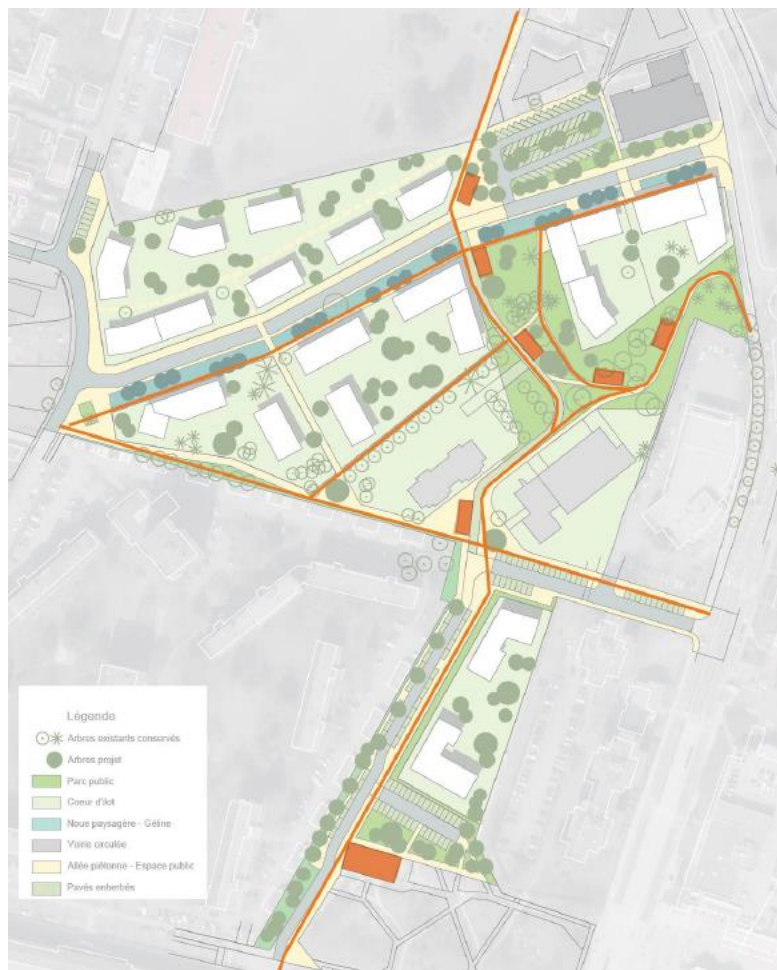 Légende
Arbres existants conservés
Arbres projet
Parc public
Coeur d'ilot
Noue paysagère - Géline
Voirie circulée
Allée piétonne - Espace public
Pavés enherbés